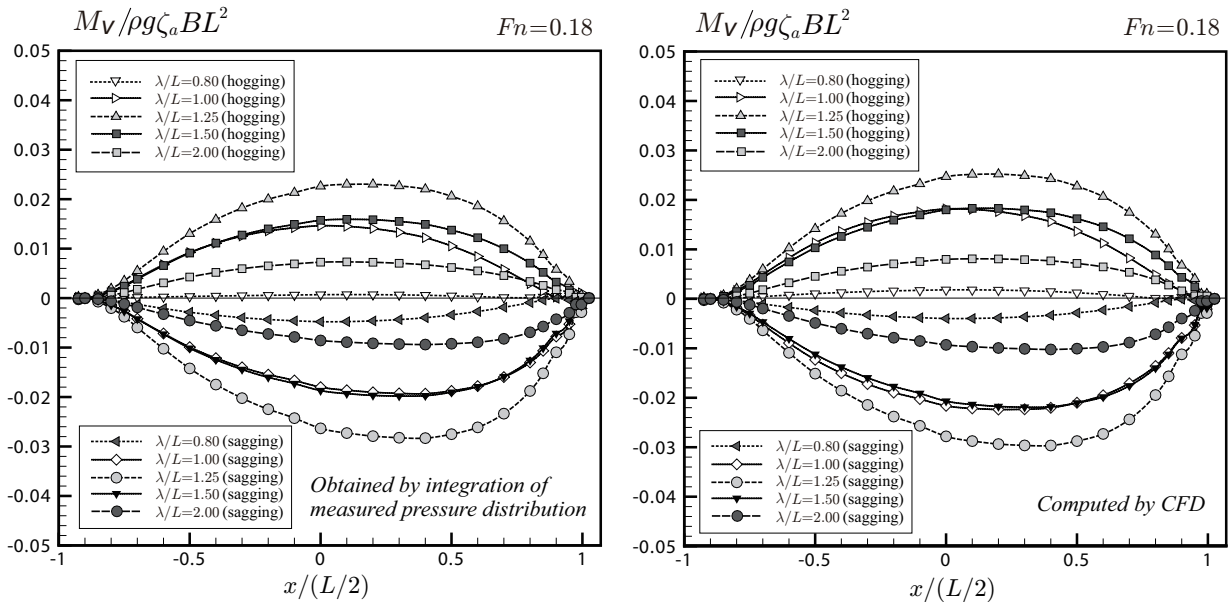 M_V/ρgζ_aBL²
Fn=0.18
0.05
0.04
0.03
0.02
0.01
0
-0.01
-0.02
-0.03
-0.04
-0.05
λ/L=0.80 (hogging)
λ/L=1.00 (hogging)
λ/L=1.25 (hogging)
λ/L=1.50 (hogging)
λ/L=2.00 (hogging)
λ/L=0.80 (sagging)
λ/L=1.00 (sagging)
λ/L=1.25 (sagging)
λ/L=1.50 (sagging)
λ/L=2.00 (sagging)
Obtained by integration of
measured pressure distribution
-1 -0.5 0 0.5 1
x/(L/2)
M_V/ρgζ_aBL²
Fn=0.18
0.05
0.04
0.03
0.02
0.01
0
-0.01
-0.02
-0.03
-0.04
-0.05
λ/L=0.80 (hogging)
λ/L=1.00 (hogging)
λ/L=1.25 (hogging)
λ/L=1.50 (hogging)
λ/L=2.00 (hogging)
λ/L=0.80 (sagging)
λ/L=1.00 (sagging)
λ/L=1.25 (sagging)
λ/L=1.50 (sagging)
λ/L=2.00 (sagging)
Computed by CFD
-1 -0.5 0 0.5 1
x/(L/2)